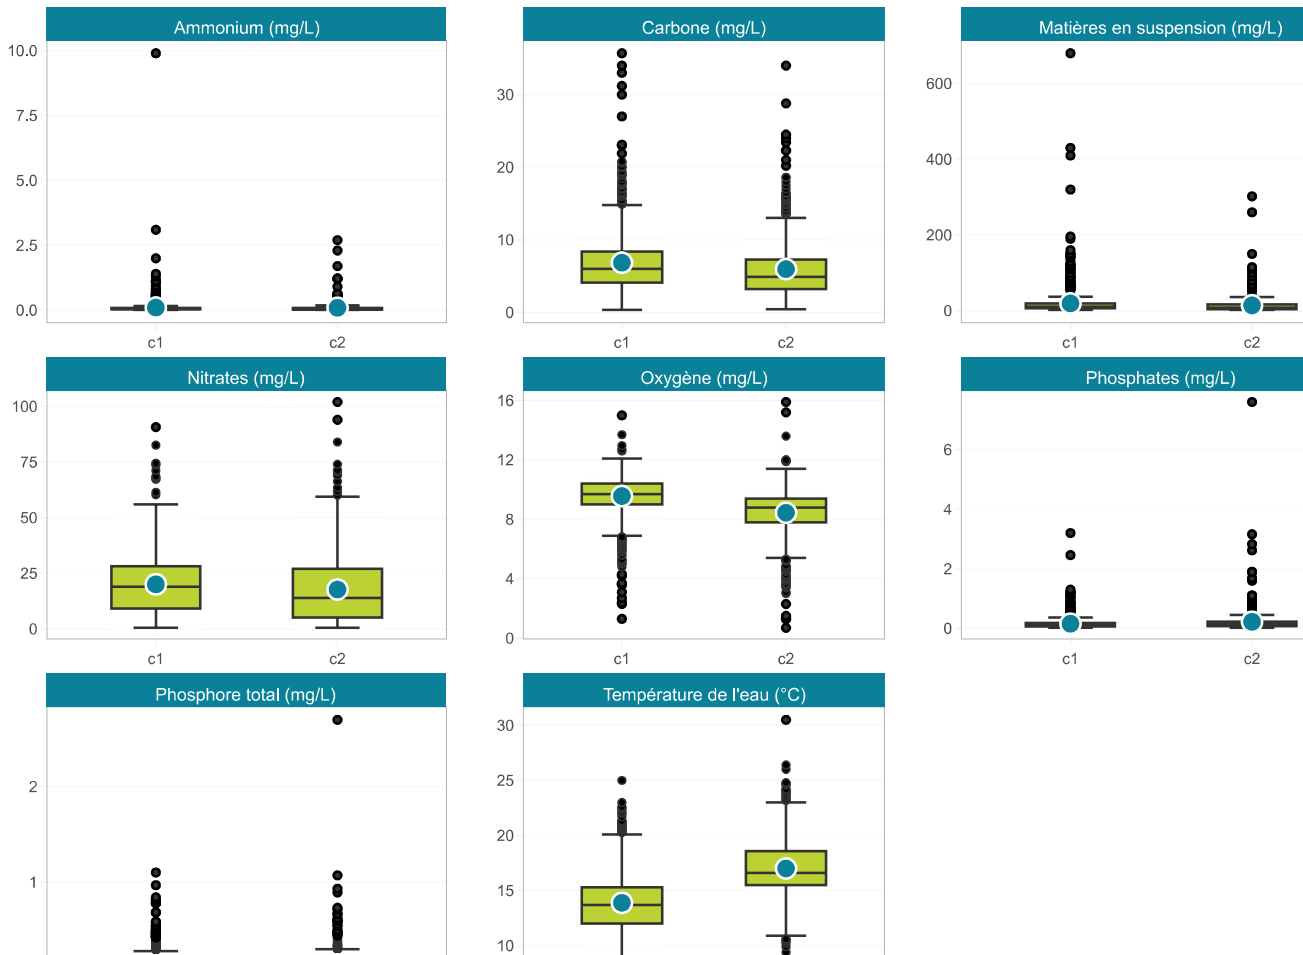 Ammonium (mg/L)
Carbone (mg/L)
Matières en suspension (mg/L)
10.0
7.5
5.0
2.5
0.0
c1
c2
30
20
10
0
c1
c2
600
400
200
0
c1
c2
Nitrates (mg/L)
Oxygène (mg/L)
Phosphates (mg/L)
100
75
50
25
0
c1
c2
16
12
8
4
0
c1
c2
6
4
2
0
c1
c2
Phosphore total (mg/L)
Température de l'eau (°C)
2
1
30
25
20
15
10